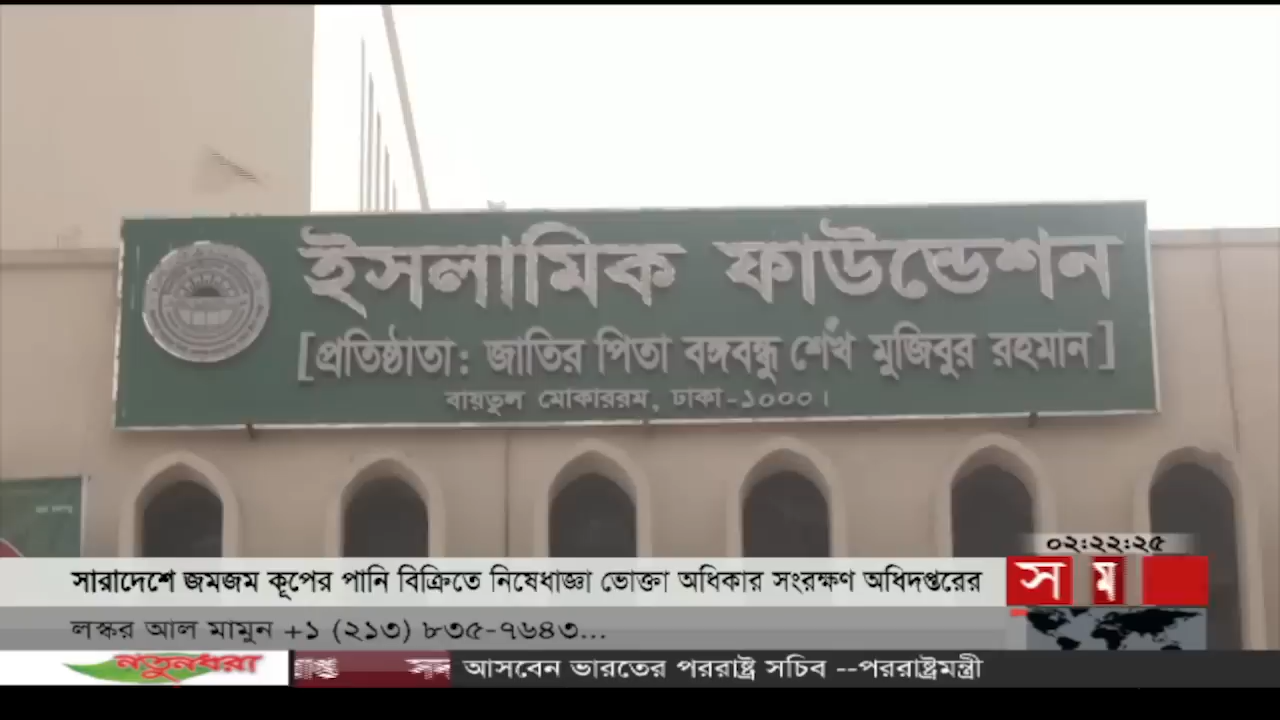 ইসলামিক ফাউন্ডেশন
[প্রতিষ্ঠাতা: জাতির পিতা বঙ্গবন্ধু শেখ মুজিবুর রহমান]
বায়তুল মোকাররম, ঢাকা-১০০০।
০২:২২:২৫
সারাদেশে জমজম কূপের পানি বিক্রিতে নিষেধাজ্ঞা ভোক্তা অধিকার সংরক্ষণ অধিদপ্তরের
স ম
লস্কর আল মামুন +১ (২১৩) ৮৩৫-৭৬৪৩...
নতুনধরা
আসবেন ভারতের পররাষ্ট্র সচিব --পররাষ্ট্রমন্ত্রী